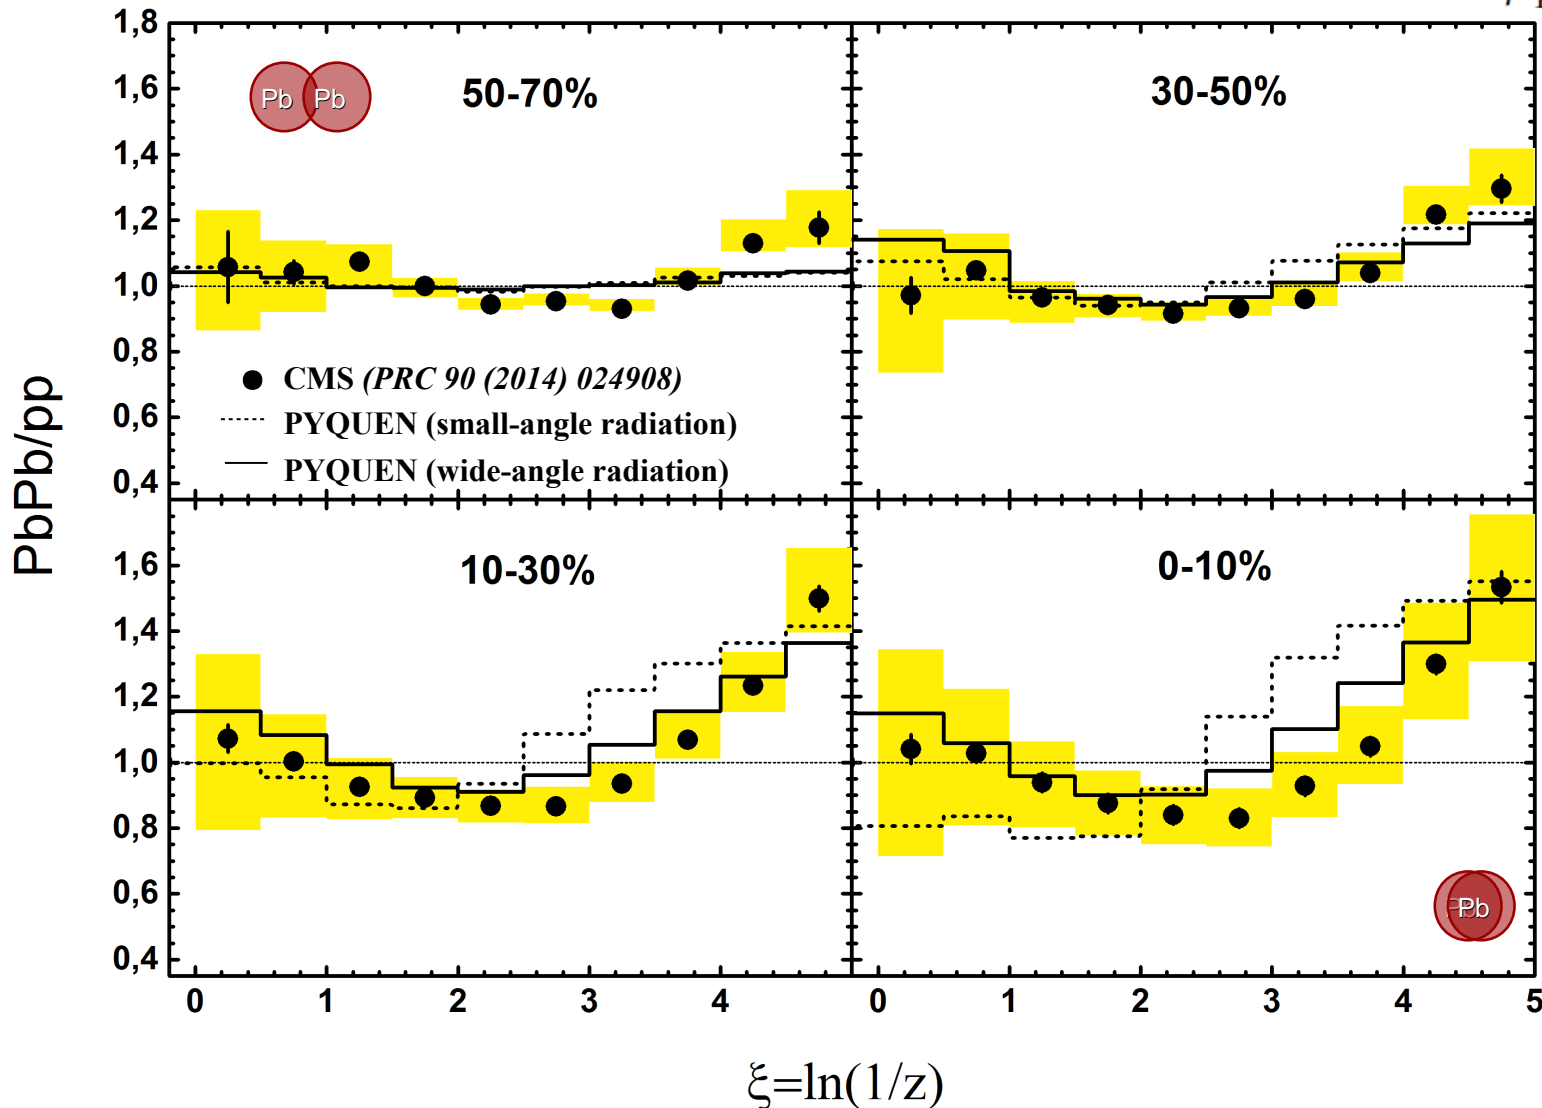 1,8
1,6
1,4
1,2
1,0
0,8
0,6
0,4
Pb Pb
50-70%
30-50%
CMS (PRC 90 (2014) 024908)
PYQUEN (small-angle radiation)
PYQUEN (wide-angle radiation)
PbPb/pp
1,6
1,4
1,2
1,0
0,8
0,6
0,4
10-30%
0-10%
Pb Pb
0 1 2 3 4
0 1 2 3 4 5
ξ=ln(1/z)